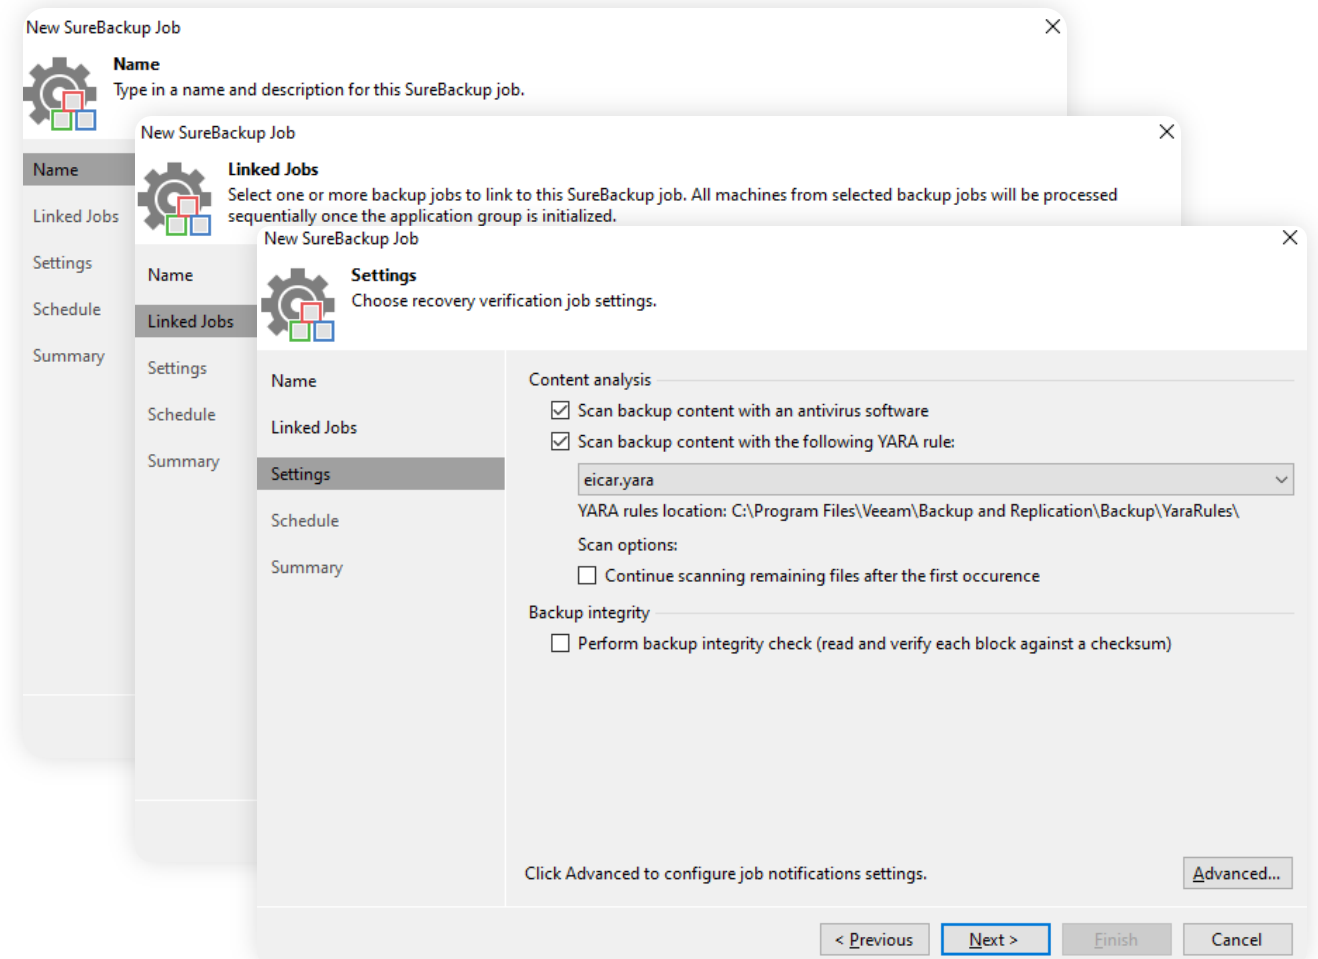 New SureBackup Job
Name
Type in a name and description for this SureBackup job.
Name
Linked Jobs
Settings
Schedule
Summary
New SureBackup Job
Linked Jobs
Select one or more backup jobs to link to this SureBackup job. All machines from selected backup jobs will be processed
sequentially once the application group is initialized.
Name
Linked Jobs
Settings
Schedule
Summary
New SureBackup Job
Settings
Choose recovery verification job settings.
Name
Linked Jobs
Settings
Schedule
Summary
Content analysis
Scan backup content with an antivirus software
Scan backup content with the following YARA rule:
eicar.yara
YARA rules location: C:\Program Files\Veeam\Backup and Replication\Backup\YaraRules\
Scan options:
Continue scanning remaining files after the first occurence
Backup integrity
Perform backup integrity check (read and verify each block against a checksum)
Click Advanced to configure job notifications settings.
Advanced...
< Previous
Next >
Finish
Cancel